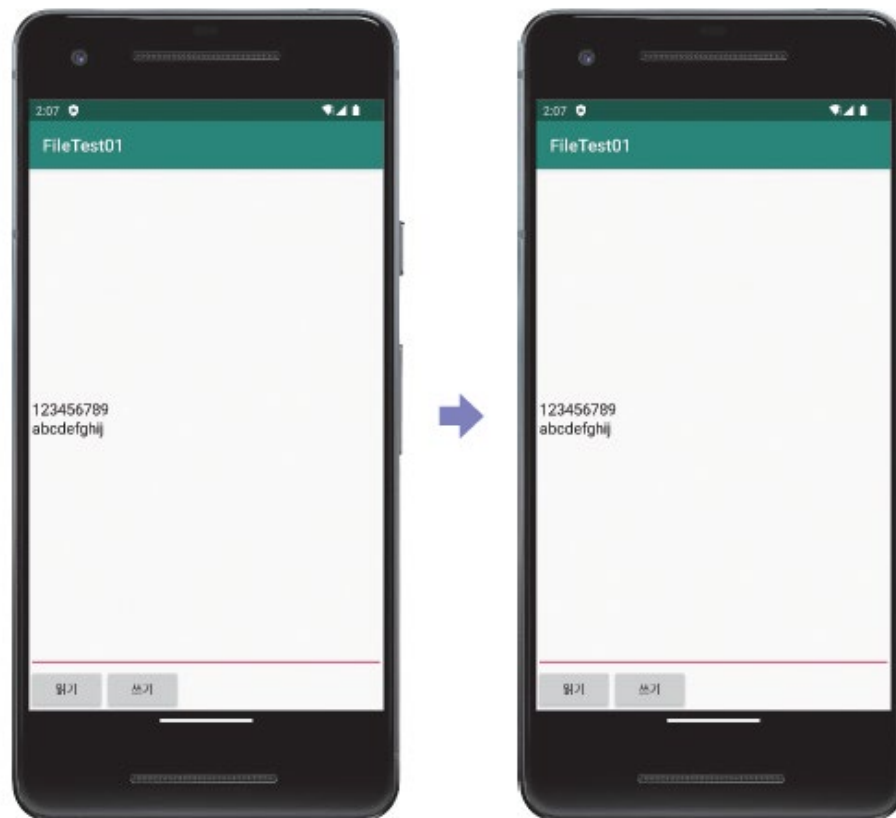 2:07
FileTest01
123456789
abcdefghij
읽기
쓰기
2:07
FileTest01
123456789
abcdefghij
읽기
쓰기